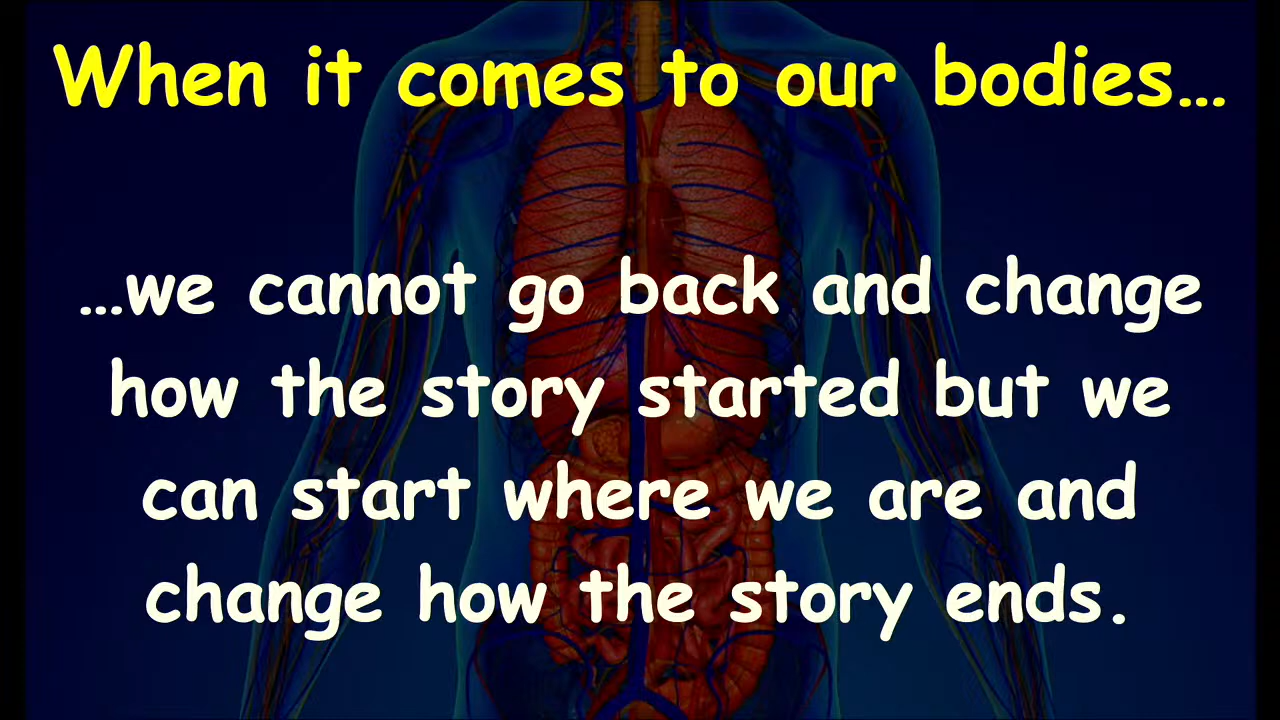 When it comes to our bodies…
…we cannot go back and change
how the story started but we
can start where we are and
change how the story ends.